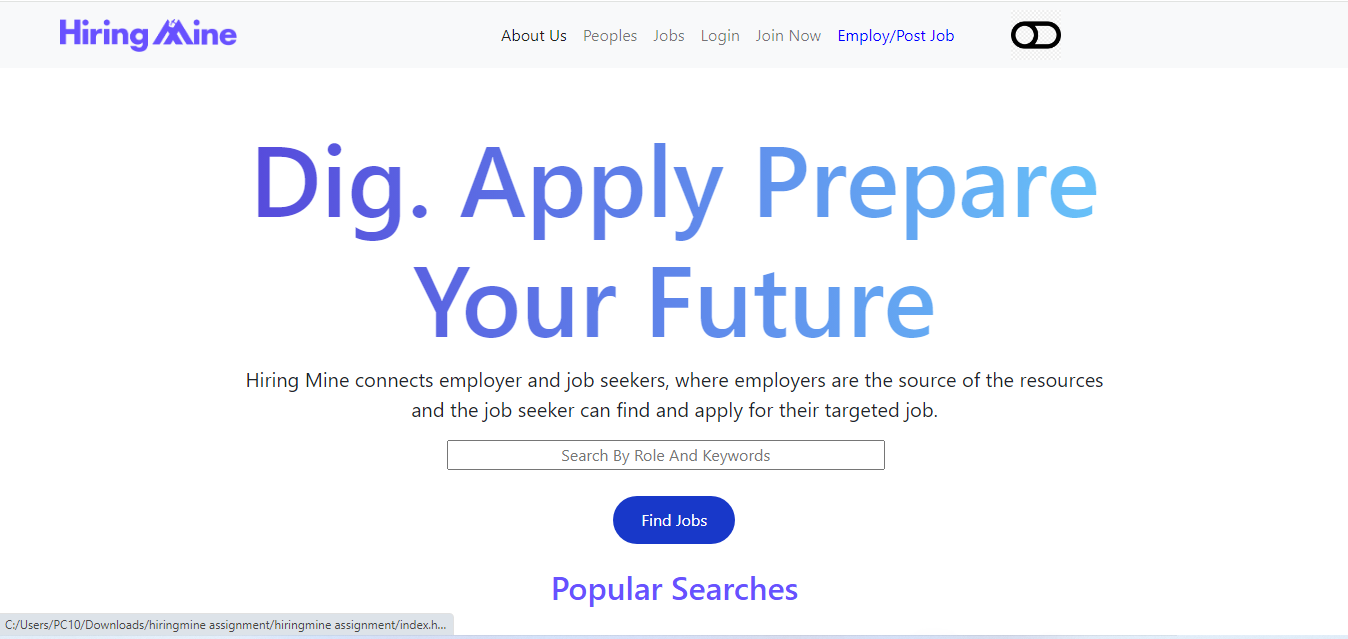 Hiring Mine
About Us Peoples Jobs Login Join Now Employ/Post Job
Dig. Apply Prepare
Your Future
Hiring Mine connects employer and job seekers, where employers are the source of the resources
and the job seeker can find and apply for their targeted job.
Search By Role And Keywords
Find Jobs
Popular Searches
C:/Users/PC10/Downloads/hiringmine assignment/hiringmine assignment/index.h...